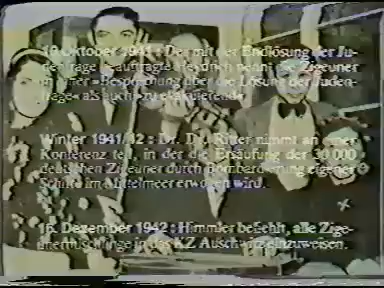 10. Oktober 1941: Der mit der Endlösung der Ju-
denfrage beauftragte Heydrich nennt die Zigeuner
in einer »Besprechung über die Lösung der Juden-
frage« als auch »zu evakuierende«.
Winter 1941/42: Dr. Dr. Ritter nimmt an einer
Konferenz teil, in der die Ersäufung der 30.000
deutschen Zigeuner durch Bombardierung eigener
Schiffe im Mittelmeer erwogen wird.
16. Dezember 1942: Himmler befiehlt, alle Zige-
unermischlinge in das KZ Auschwitz einzuweisen.